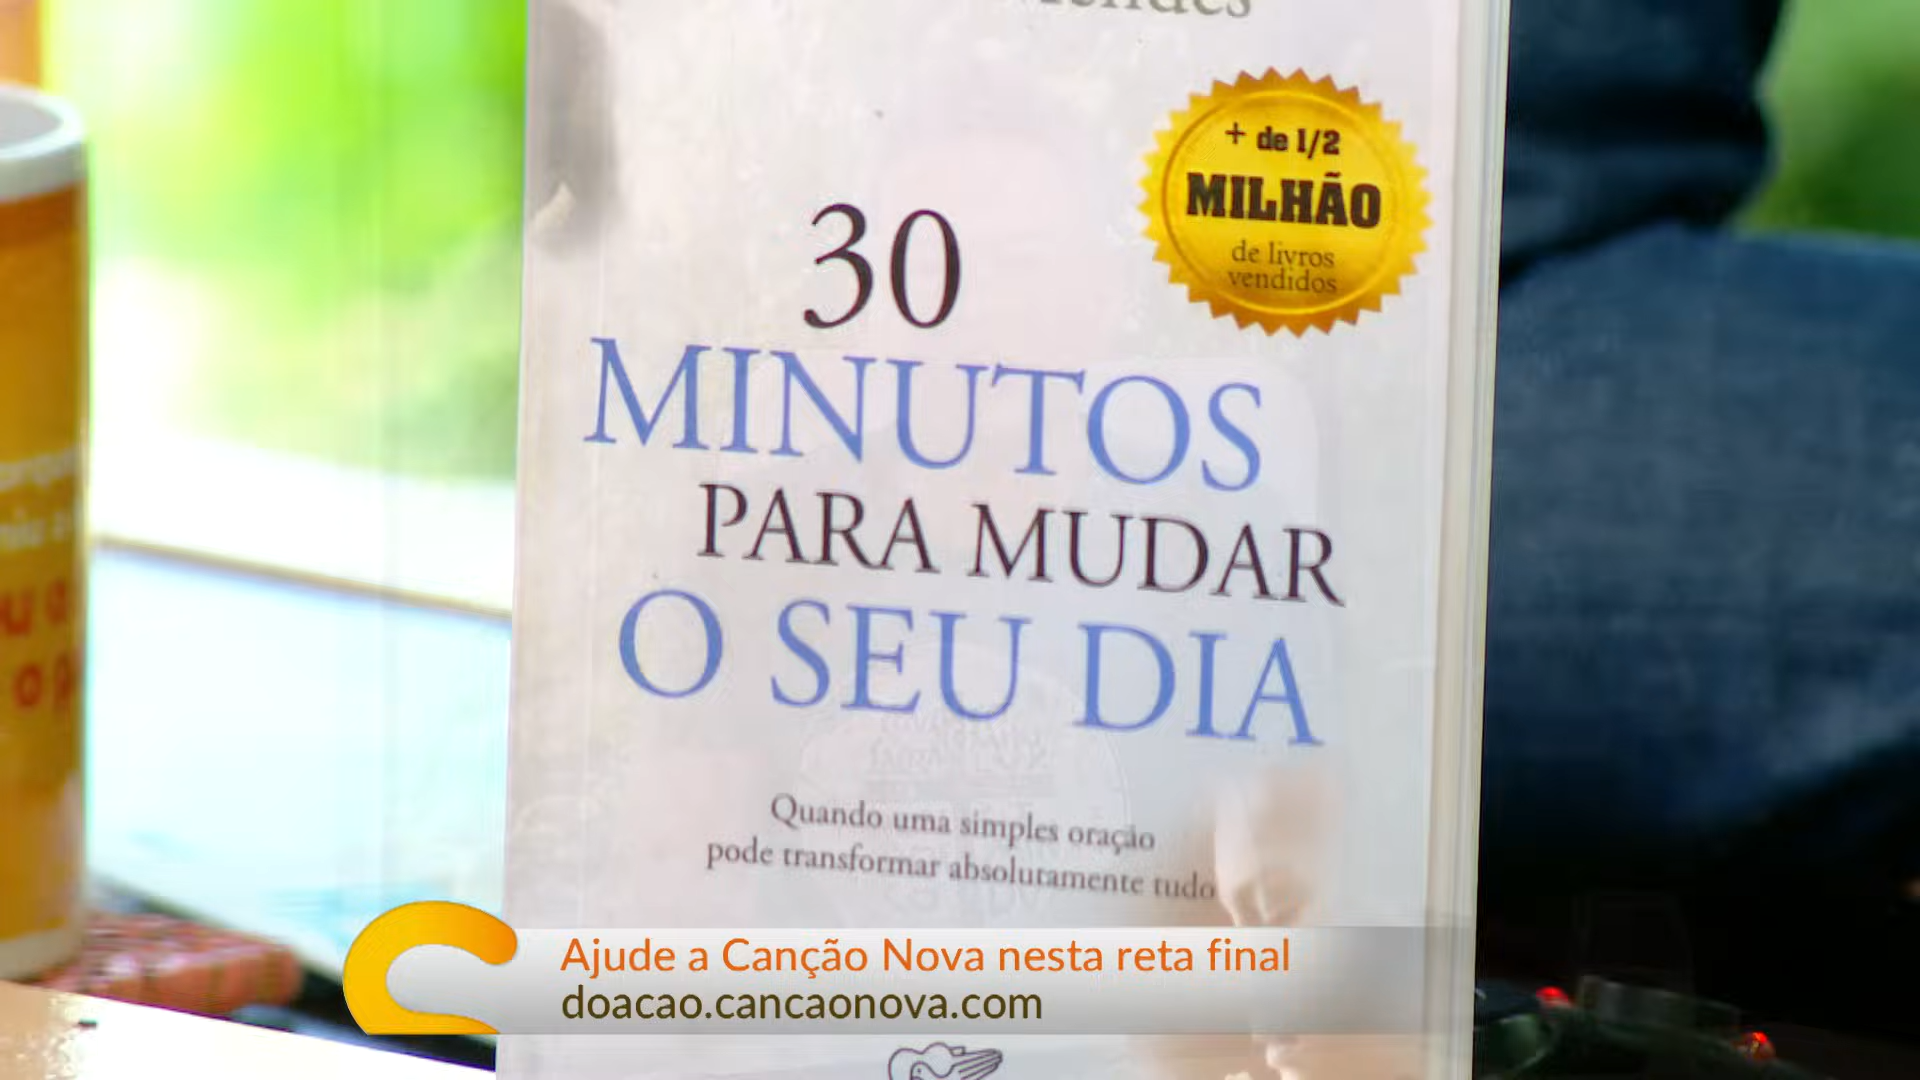 + de 1/2
MILHÃO
de livros
vendidos
30
MINUTOS
PARA MUDAR
O SEU DIA
Quando uma simples oração
pode transformar absolutamente tudo
Ajude a Canção Nova nesta reta final
doacao.cancaonova.com